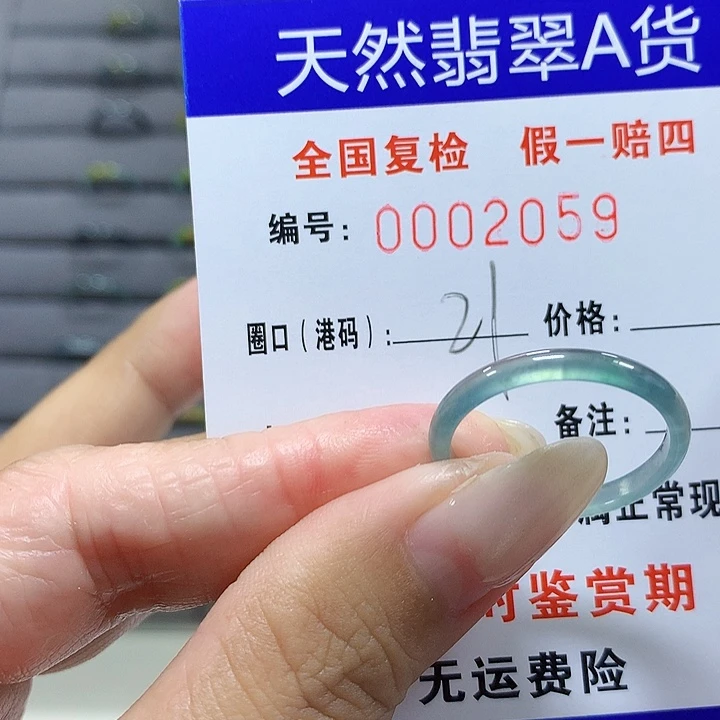 天然翡翠A货
全国复检 假一赔四
编号: 0002059
圈口(港码): 21 价格:
备注:
正常现
鉴赏期
无运费险